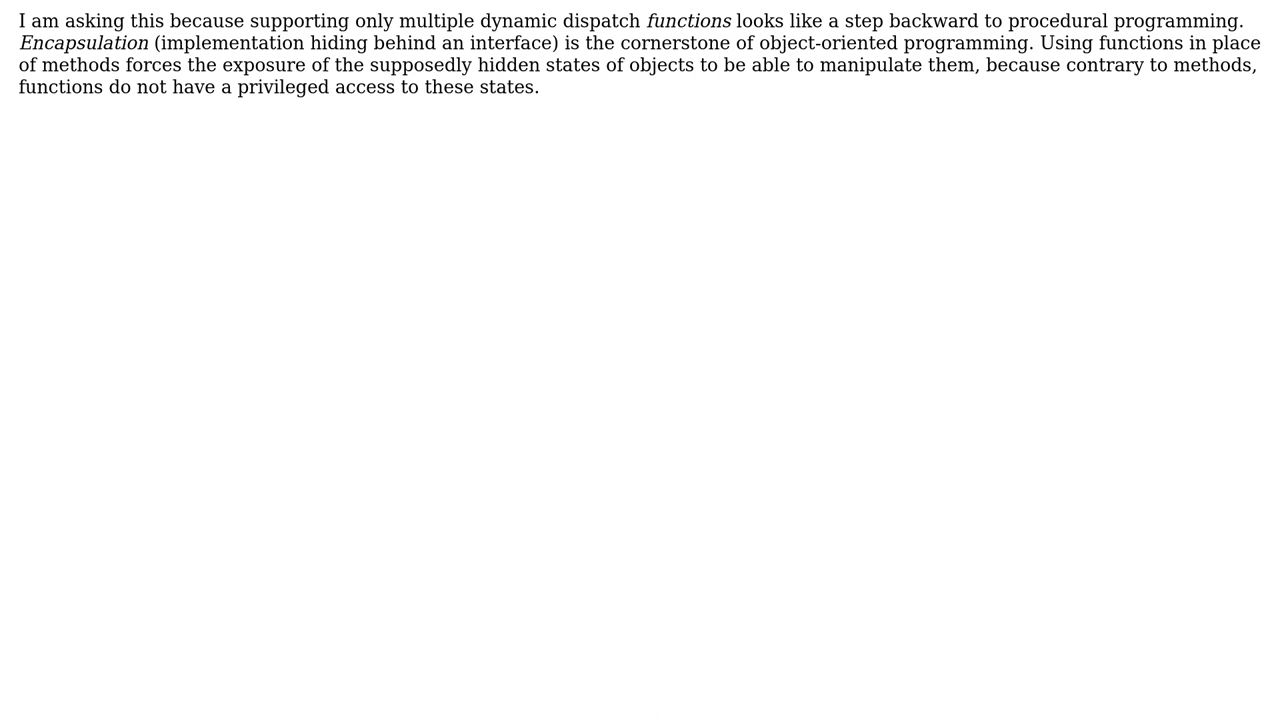 I am asking this because supporting only multiple dynamic dispatch functions looks like a step backward to procedural programming.
Encapsulation (implementation hiding behind an interface) is the cornerstone of object-oriented programming. Using functions in place
of methods forces the exposure of the supposedly hidden states of objects to be able to manipulate them, because contrary to methods,
functions do not have a privileged access to these states.